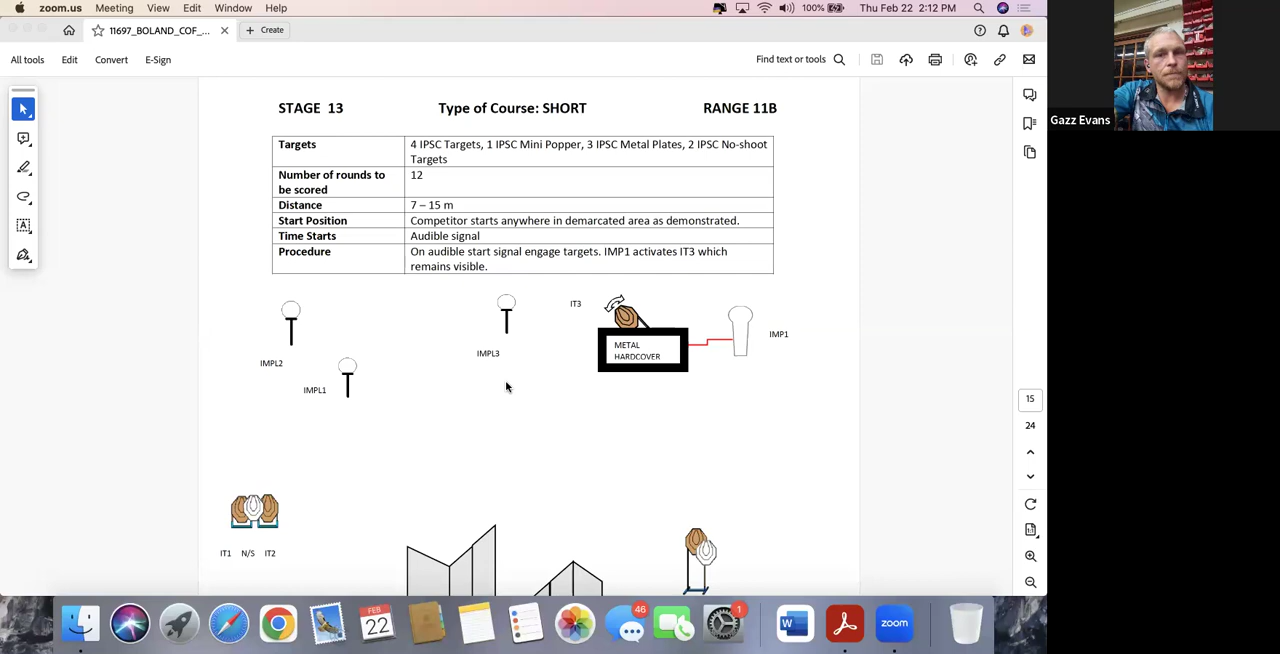 zoom.us Meeting View Edit Window Help 100% Thu Feb 22 2:12 PM
11697_BOLAND_COF_... + Create
All tools Edit Convert E-Sign Find text or tools
STAGE 13 Type of Course: SHORT RANGE 11B
Targets 4 IPSC Targets, 1 IPSC Mini Popper, 3 IPSC Metal Plates, 2 IPSC No-shoot
Targets
Number of rounds to 12
be scored
Distance 7 – 15 m
Start Position Competitor starts anywhere in demarcated area as demonstrated.
Time Starts Audible signal
Procedure On audible start signal engage targets. IMP1 activates IT3 which
remains visible.
IT3
IMP1
METAL
HARDCOVER
IMPL3
IMPL2
IMPL1
IT1 N/S IT2
15
24
Gazz Evans
FEB
22
46
1
W
zoom